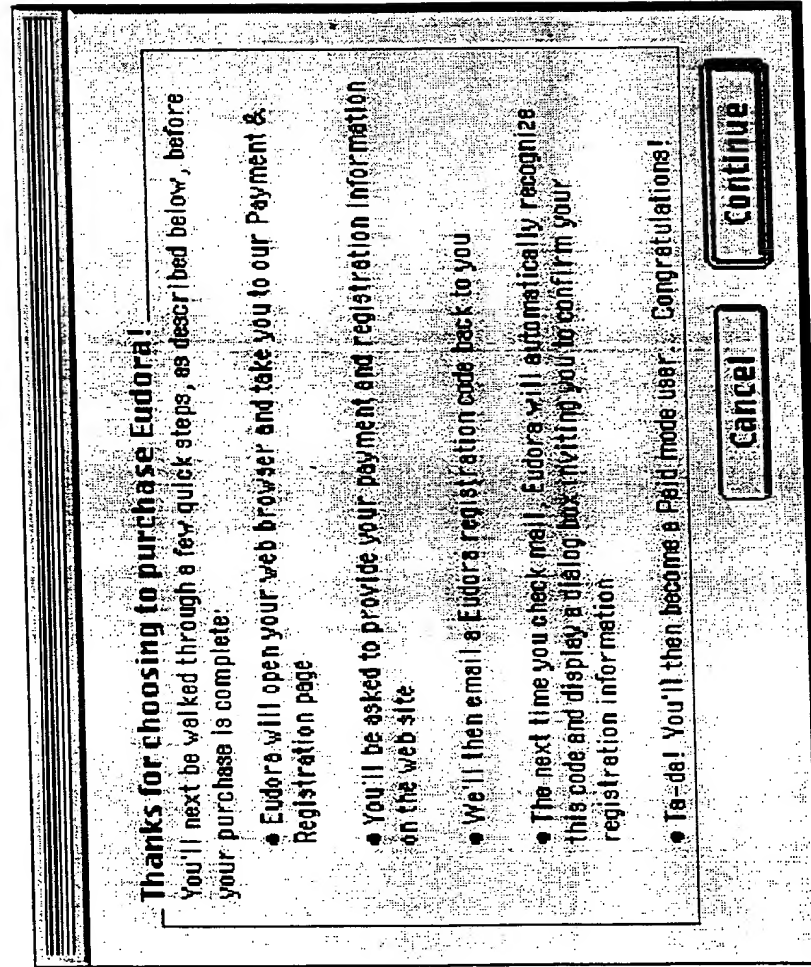 Thanks for choosing to purchase Eudora!
You'll next be walked through a few quick steps, as described below, before
your purchase is complete:
• Eudora will open your web browser and take you to our Payment &
Registration page
• You'll be asked to provide your payment and registration information
on the web site
• We'll then email a Eudora registration code back to you
• The next time you check mail, Eudora will automatically recognize
this code and display a dialog box inviting you to confirm your
registration information
• Ta-da! You'll then become a Paid mode user... Congratulations!
Cancel
Continue